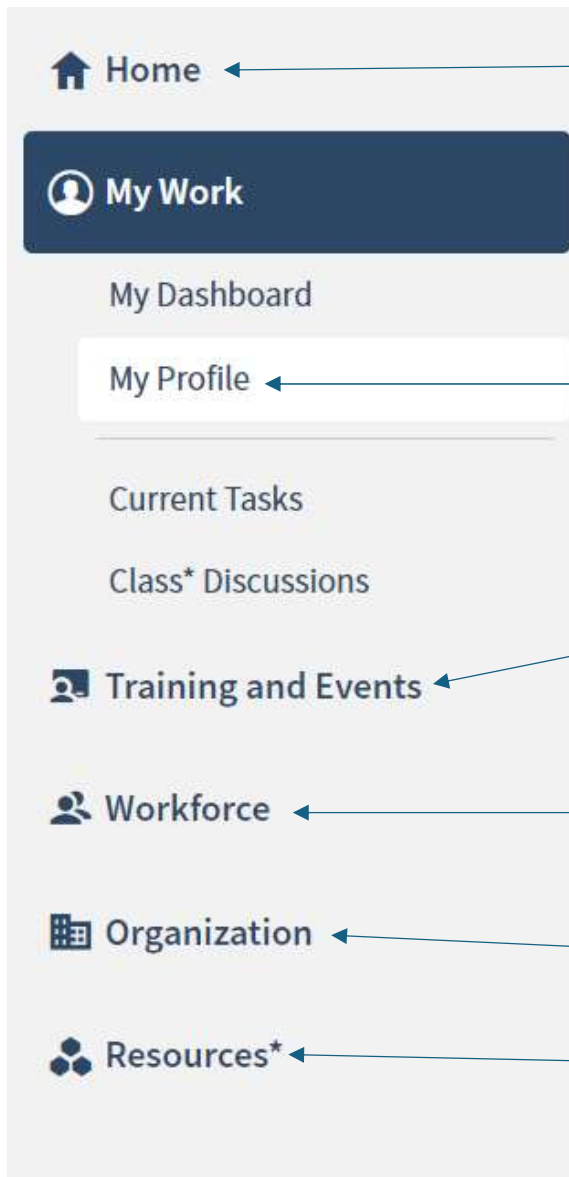 Home
My Work
My Dashboard
My Profile
Current Tasks
Class* Discussions
Training and Events
Workforce
Organization
Resources*